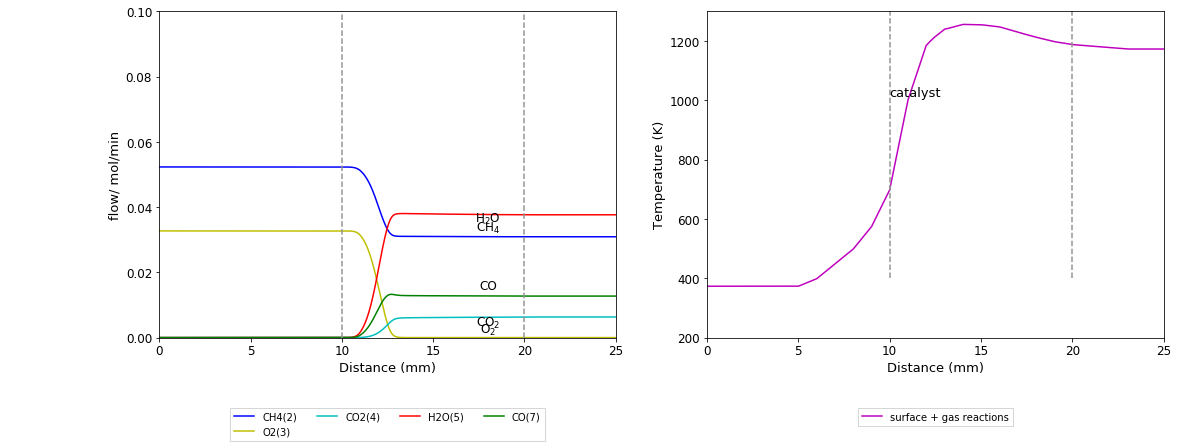 0.10
0.08
0.06
0.04
0.02
0.00
flow/ mol/min
H2O
CH4
CO
CO2
O2
0 5 10 15 20 25
Distance (mm)
CH4(2) CO2(4) H2O(5) CO(7)
O2(3)
1200
1000
800
600
400
200
Temperature (K)
catalyst
0 5 10 15 20 25
Distance (mm)
surface + gas reactions